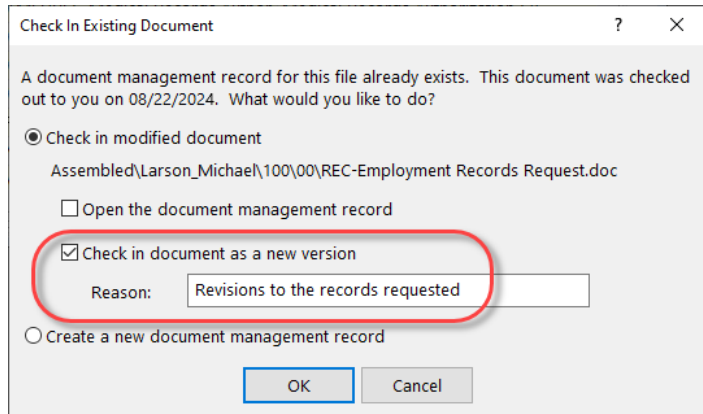 Check In Existing Document
?
A document management record for this file already exists.  This document was checked
out to you on 08/22/2024.  What would you like to do?
Check in modified document
Assembled\Larson_Michael\100\00\REC-Employment Records Request.doc
Open the document management record
Check in document as a new version
Reason: Revisions to the records requested
Create a new document management record
OK Cancel